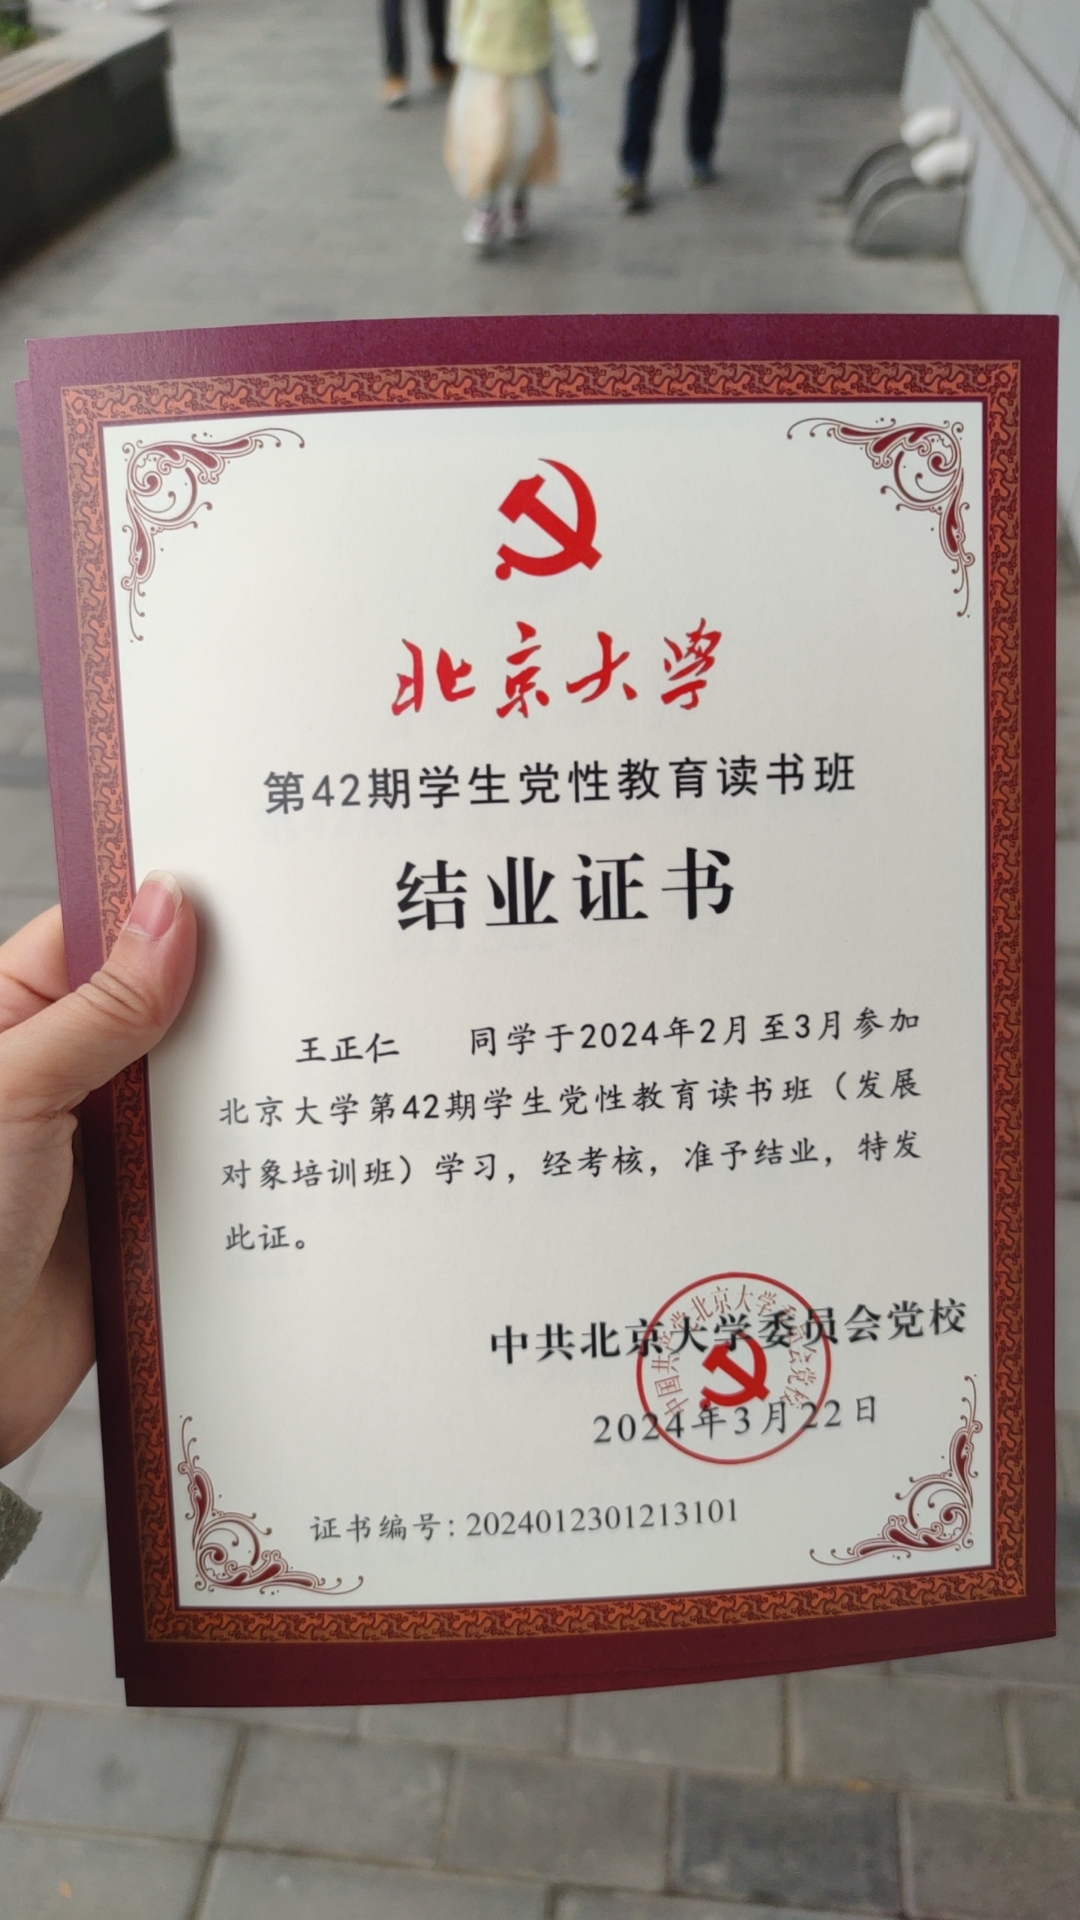 北京大学
第42期学生党性教育读书班
结业证书
王正仁 同学于2024年2月至3月参加
北京大学第42期学生党性教育读书班（发展
对象培训班）学习，经考核，准予结业，特发
此证。
中共北京大学委员会党校
中国共产党北京大学委员会党校
2024年3月22日
证书编号：2024012301213101